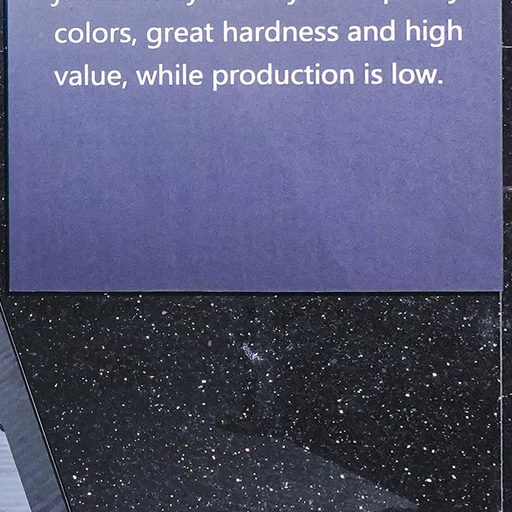 colors, great hardness and high
value, while production is low.